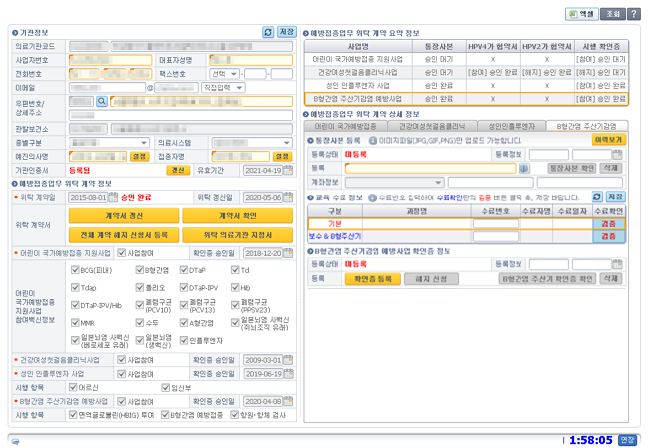 엑셀 조회 ?
기관정보 저장
의료기관코드
사업자번호 대표자성명
전화번호 팩스번호 선택 - -
이메일 @ 직접입력
우편번호/
상세주소
관할보건소
종별구분 의료시스템
예진의사명 설정 접종자명 설정
기관인증서 등록됨 갱신 유효기간 2021-04-19
예방접종업무 위탁 계약 정보
위탁 계약일 2015-08-01 승인 완료 위탁 갱신일 2020-05-06
위탁 계약서 계약서 갱신 계약서 확인
전체 계약 해지 신청서 등록 위탁 의료기관 지정서
어린이 국가예방접종 지원사업 사업참여 확인증 승인일 2018-12-20
어린이
국가예방접종
지원사업
참여백신정보
BCG(피내) B형간염 DTaP Td
Tdap 폴리오 DTaP-IPV Hib
DTaP-IPV/Hib 폐렴구균(PCV10) 폐렴구균(PCV13) 폐렴구균(PPSV23)
MMR 수두 A형간염 일본뇌염 사백신(쥐뇌조직 유래)
일본뇌염 사백신(베로세포 유래) 일본뇌염(생백신) 인플루엔자
건강여성첫걸음클리닉사업 사업참여 확인증 승인일 2009-03-01
성인 인플루엔자 사업 사업참여 확인증 승인일 2019-06-19
시행 항목 어르신 임신부
B형간염 주산기감염 예방사업 사업참여 확인증 승인일 2020-04-08
시행 항목 면역글로불린(HBIG) 투여 B형간염 예방접종 항원·항체 검사
예방접종업무 위탁 계약 요약 정보
사업명 통장사본 HPV4가 협약서 HPV2가 협약서 시행 확인증
어린이 국가예방접종 지원사업 승인 대기 X X [참여] 승인 대기
건강여성첫걸음클리닉사업 승인 대기 [참여] 승인 완료 [해지] 승인 완료 [참여] 승인 대기
성인 인플루엔자 사업 승인 완료 X X [참여] 승인 대기
B형간염 주산기감염 예방사업 승인 완료 X X [참여] 승인 완료
예방접종업무 위탁 계약 상세 정보
어린이 국가예방접종 건강여성첫걸음클리닉 성인인플루엔자 B형간염 주산기감염
통장사본 등록 이미지파일(JPG,GIF,PNG)만 업로드 가능합니다. 이력보기
등록상태 미등록 등록정보
등록 통장사본 확인 삭제
계좌정보
교육 수료 정보 수료번호 입력하여 수료확인란의 검증 버튼 클릭 후, 저장 바랍니다. 저장
구분 과정명 수료번호 수료자명 수료일자 수료확인
기본 검증
보수 & B형주산기 검증
B형간염 주산기감염 예방사업 확인증 정보
등록상태 미등록 등록정보
등록 확인증 등록 해지 신청 B형간염 주산기 확인증 확인 삭제
1:58:05 연장